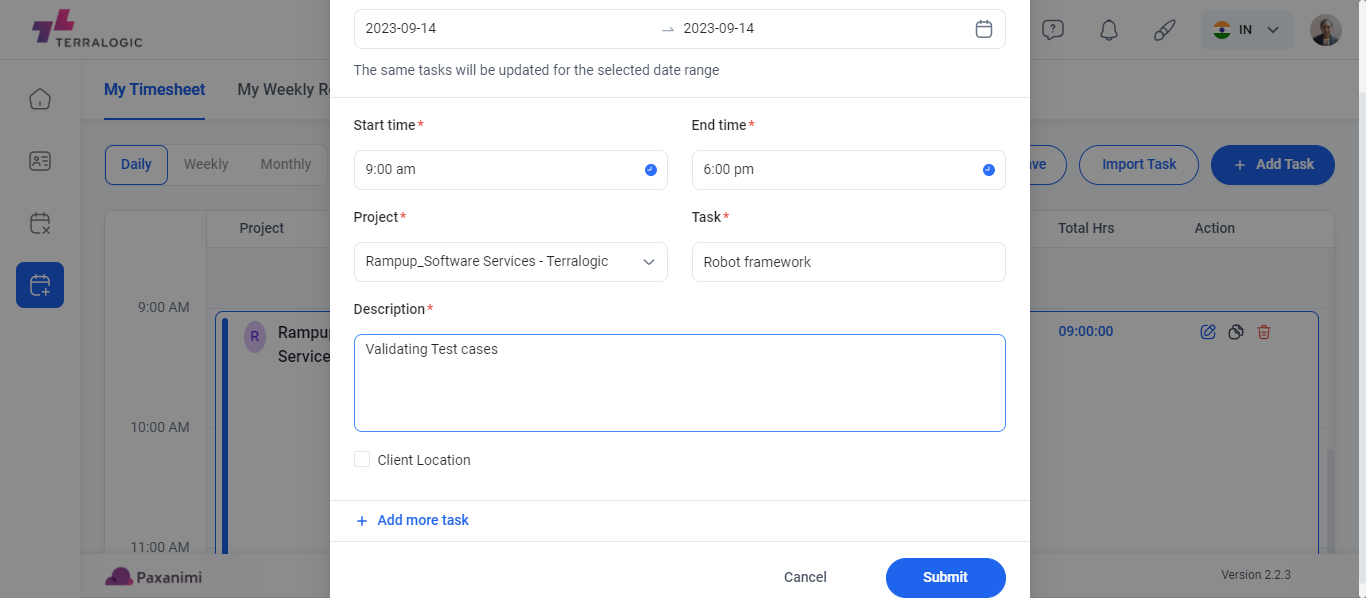 TERRALOGIC
2023-09-14 → 2023-09-14
IN
The same tasks will be updated for the selected date range
My Timesheet My Weekly R
Start time* End time*
Daily Weekly Monthly
9:00 am 6:00 pm
ve Import Task + Add Task
Project* Task*
Project Total Hrs Action
Rampup_Software Services - Terralogic Robot framework
9:00 AM
Description*
R Rampu
Service
09:00:00
Validating Test cases
10:00 AM
Client Location
+ Add more task
11:00 AM
Paxanimi
Cancel Submit
Version 2.2.3